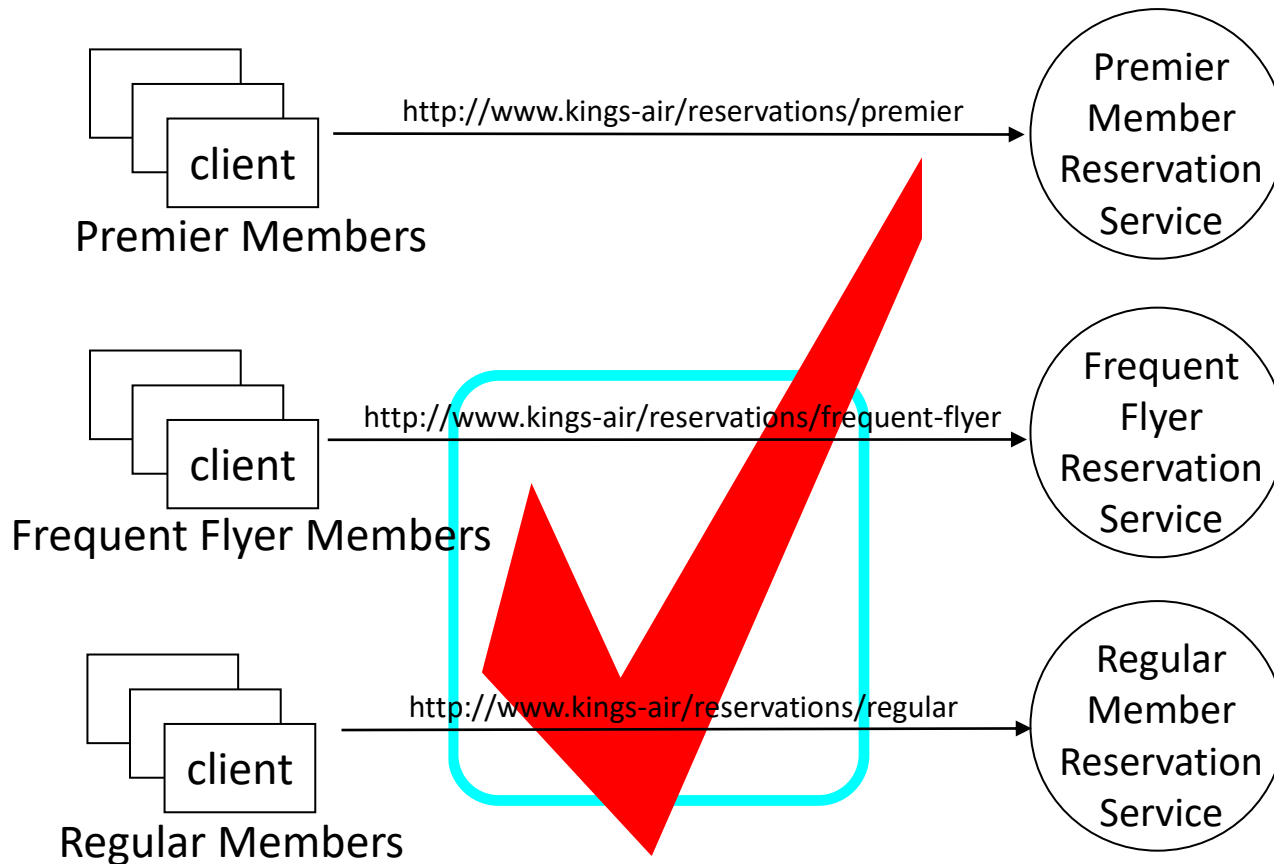 client
Premier Members
http://www.kings-air/reservations/premier
Premier
Member
Reservation
Service
client
Frequent Flyer Members
http://www.kings-air/reservations/frequent-flyer
Frequent
Flyer
Reservation
Service
client
Regular Members
http://www.kings-air/reservations/regular
Regular
Member
Reservation
Service